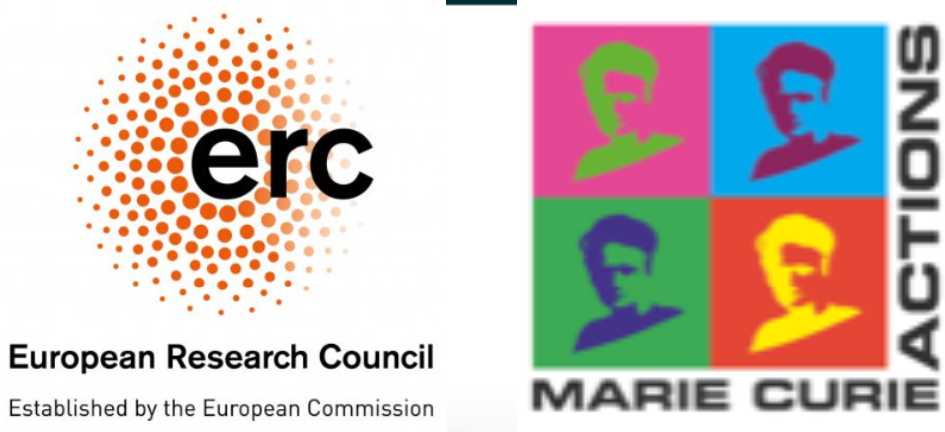 erc
European Research Council
Established by the European Commission
MARIE CURIE
ACTIONS